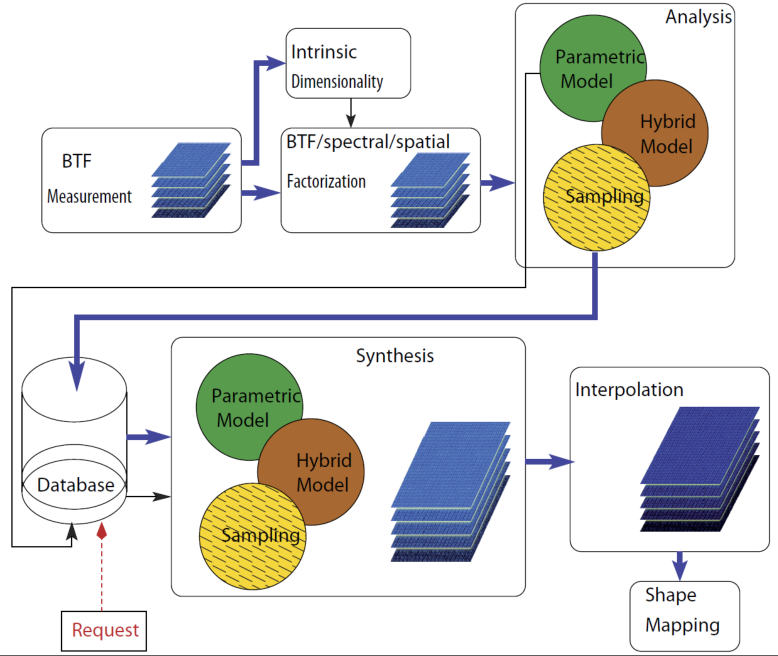 Analysis
Intrinsic
Dimensionality
Parametric
Model
Hybrid
Model
Sampling
BTF
Measurement
BTF/spectral/spatial
Factorization
Synthesis
Parametric
Model
Hybrid
Model
Sampling
Interpolation
Database
Request
Shape
Mapping